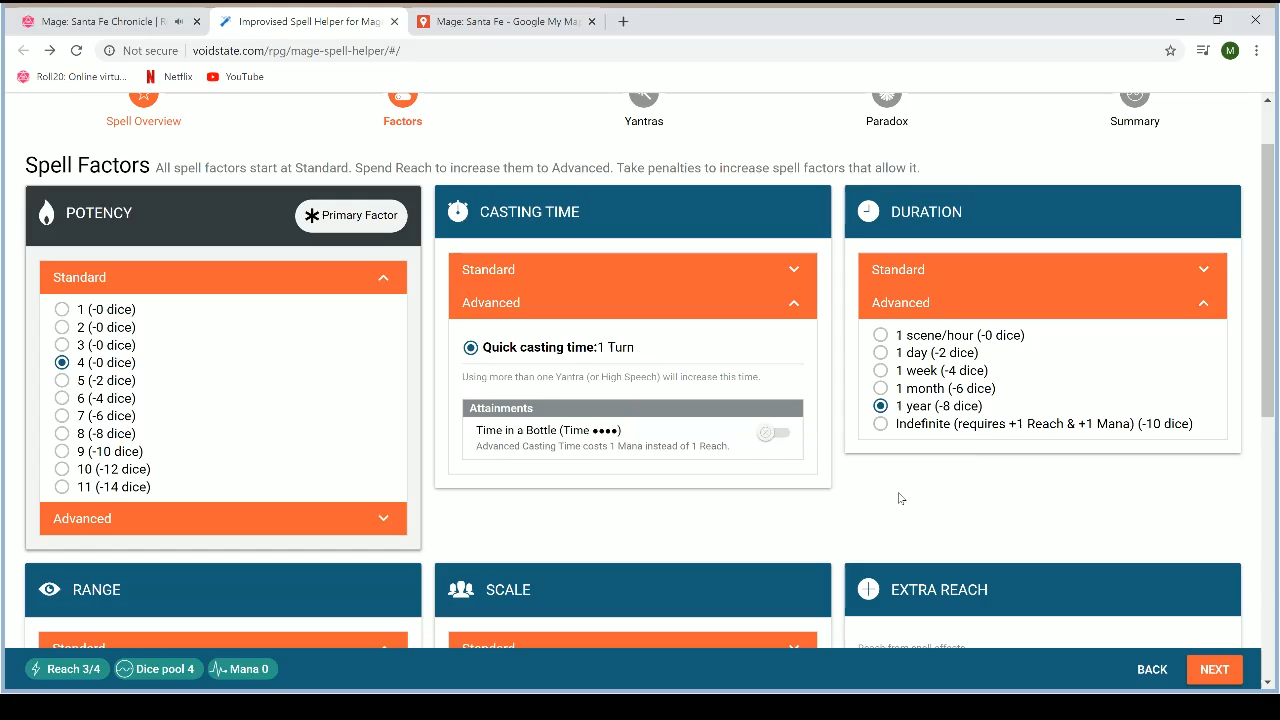 Mage: Santa Fe Chronicle | R
Improvised Spell Helper for Mage
Mage: Santa Fe - Google My Ma
Not secure
voidstate.com/rpg/mage-spell-helper/#/
M
Roll20: Online virtu...
N Netflix
YouTube
Spell Overview
Factors
Yantras
Paradox
Summary
Spell Factors All spell factors start at Standard. Spend Reach to increase them to Advanced. Take penalties to increase spell factors that allow it.
POTENCY
Primary Factor
Standard
1 (-0 dice)
2 (-0 dice)
3 (-0 dice)
4 (-0 dice)
5 (-2 dice)
6 (-4 dice)
7 (-6 dice)
8 (-8 dice)
9 (-10 dice)
10 (-12 dice)
11 (-14 dice)
Advanced
CASTING TIME
Standard
Advanced
Quick casting time:1 Turn
Using more than one Yantra (or High Speech) will increase this time.
Attainments
Time in a Bottle (Time ●●●●)
Advanced Casting Time costs 1 Mana instead of 1 Reach.
DURATION
Standard
Advanced
1 scene/hour (-0 dice)
1 day (-2 dice)
1 week (-4 dice)
1 month (-6 dice)
1 year (-8 dice)
Indefinite (requires +1 Reach & +1 Mana) (-10 dice)
RANGE
Standard
SCALE
Standard
EXTRA REACH
Reach from spell effects
Reach 3/4
Dice pool 4
Mana 0
BACK
NEXT